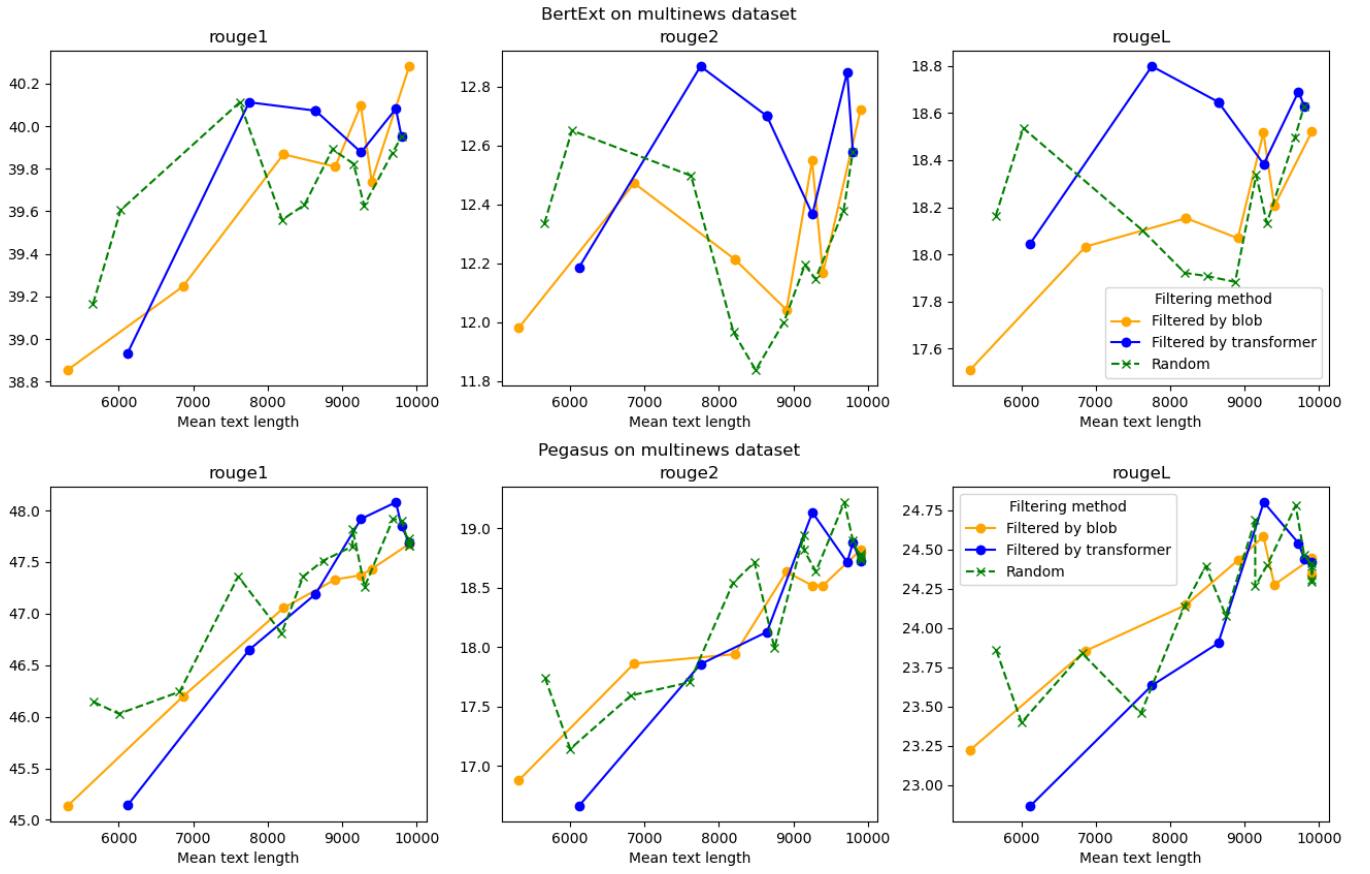 BertExt on multinews dataset
rouge1
40.2
40.0
39.8
39.6
39.4
39.2
39.0
38.8
6000 7000 8000 9000 10000
Mean text length
rouge2
12.8
12.6
12.4
12.2
12.0
11.8
6000 7000 8000 9000 10000
Mean text length
rougeL
18.8
18.6
18.4
18.2
18.0
17.8
17.6
Filtering method
Filtered by blob
Filtered by transformer
Random
6000 7000 8000 9000 10000
Mean text length
Pegasus on multinews dataset
rouge1
48.0
47.5
47.0
46.5
46.0
45.5
45.0
6000 7000 8000 9000 10000
Mean text length
rouge2
19.0
18.5
18.0
17.5
17.0
6000 7000 8000 9000 10000
Mean text length
rougeL
24.75
24.50
24.25
24.00
23.75
23.50
23.25
23.00
Filtering method
Filtered by blob
Filtered by transformer
Random
6000 7000 8000 9000 10000
Mean text length